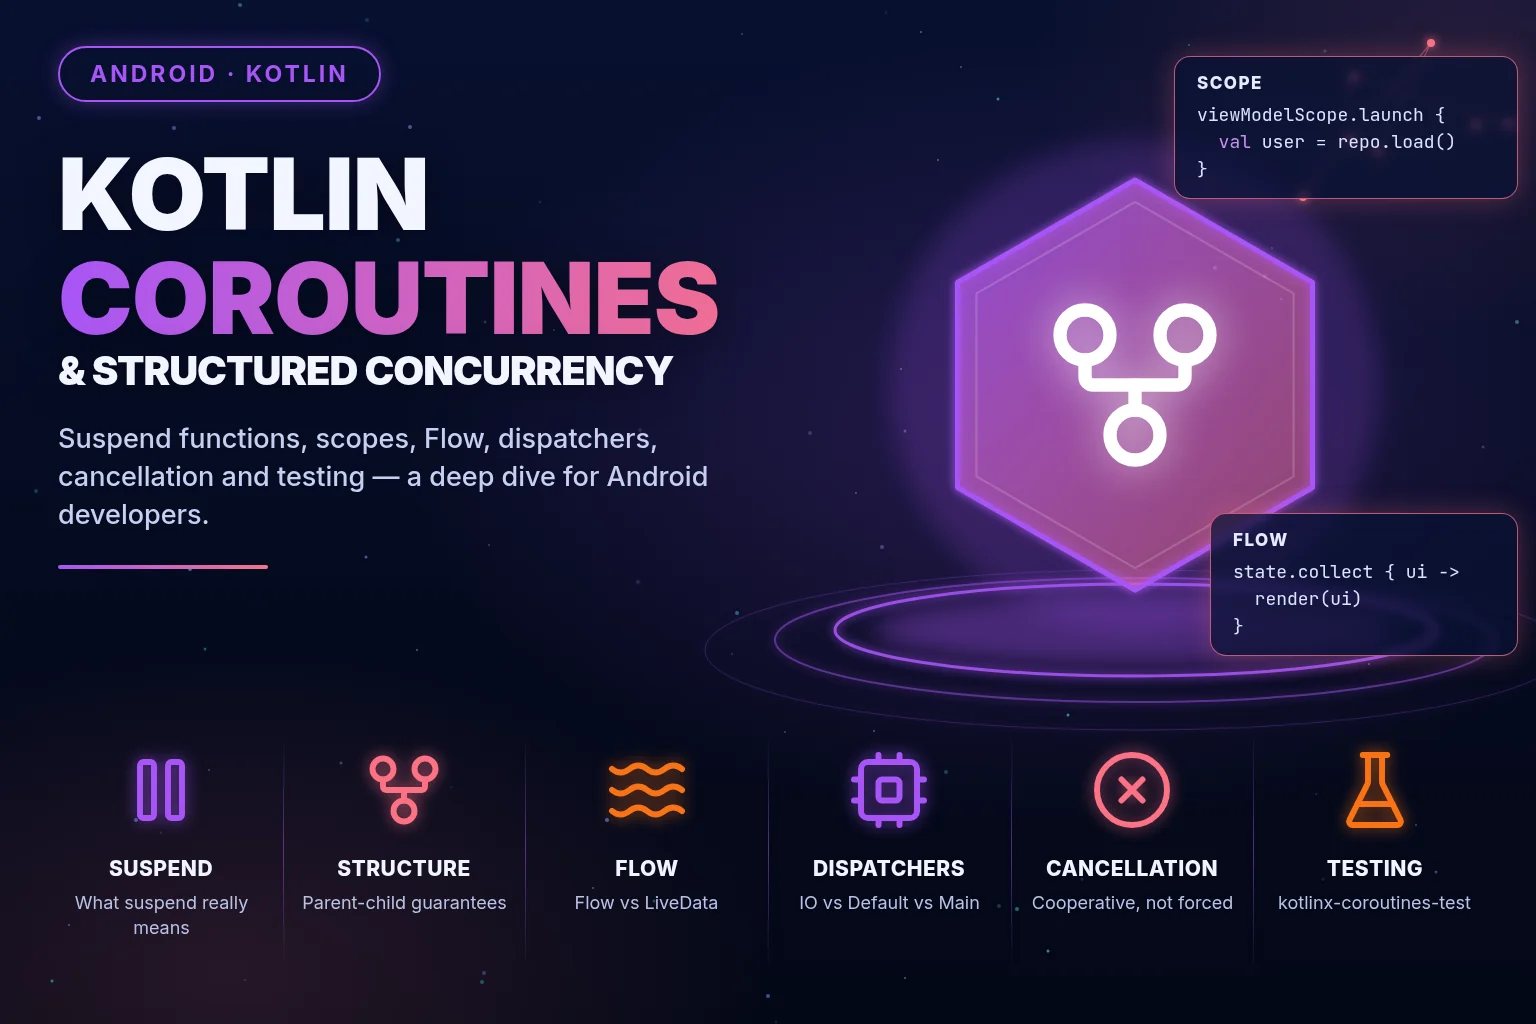 ANDROID · KOTLIN
KOTLIN
COROUTINES
& STRUCTURED CONCURRENCY
Suspend functions, scopes, Flow, dispatchers,
cancellation and testing — a deep dive for Android
developers.
SCOPE
viewModelScope.launch {
  val user = repo.load()
}
FLOW
state.collect { ui ->
  render(ui)
}
SUSPEND
What suspend really
means
STRUCTURE
Parent-child guarantees
FLOW
Flow vs LiveData
DISPATCHERS
IO vs Default vs Main
CANCELLATION
Cooperative, not forced
TESTING
kotlinx-coroutines-test